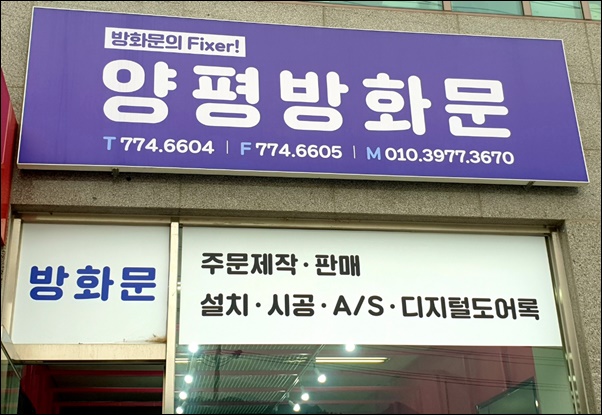 방화문의 Fixer!
양평방화문
T 774.6604 | F 774.6605 | M 010.3977.3670
방화문
주문제작·판매
설치·시공·A/S·디지털도어록